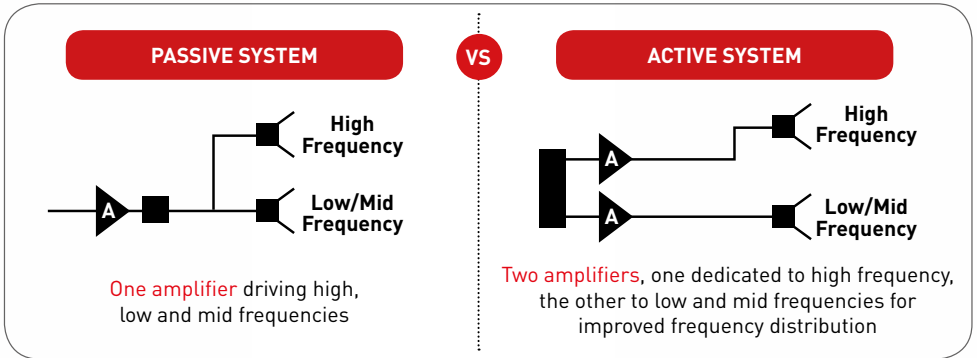 PASSIVE SYSTEM
VS
ACTIVE SYSTEM
High
Frequency
A
Low/Mid
Frequency
One amplifier driving high,
low and mid frequencies
High
Frequency
A
A
Low/Mid
Frequency
Two amplifiers, one dedicated to high frequency,
the other to low and mid frequencies for
improved frequency distribution